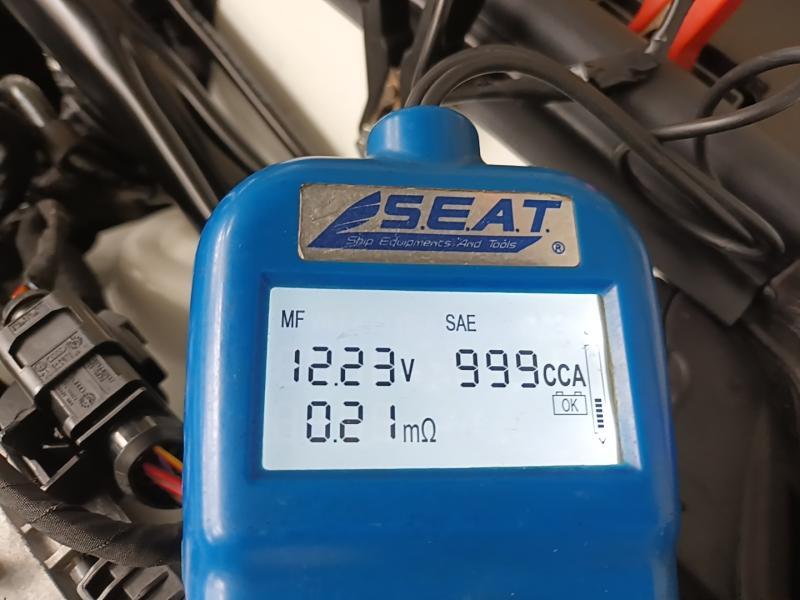 S.E.A.T.
Ship Equipments And Tools ®
MF SAE
12.23V 999CCA
OK
0.21mΩ